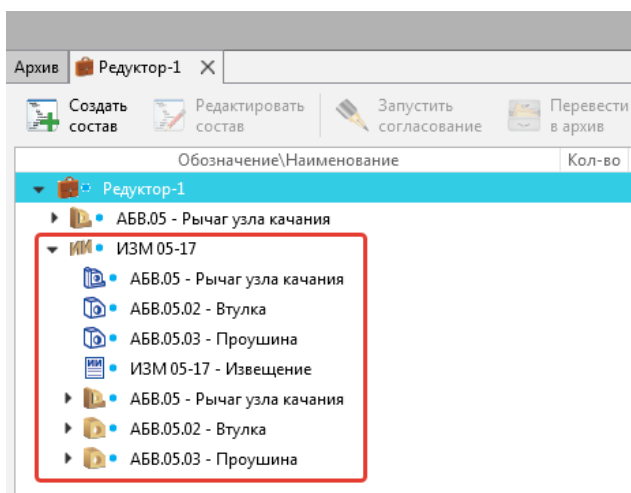 Архив Редуктор-1
Создать состав Редактировать состав Запустить согласование Перевести в архив
Обозначение\Наименование Кол-во
Редуктор-1
АБВ.05 - Рычаг узла качания
ИЗМ 05-17
АБВ.05 - Рычаг узла качания
АБВ.05.02 - Втулка
АБВ.05.03 - Проушина
ИЗМ 05-17 - Извещение
АБВ.05 - Рычаг узла качания
АБВ.05.02 - Втулка
АБВ.05.03 - Проушина